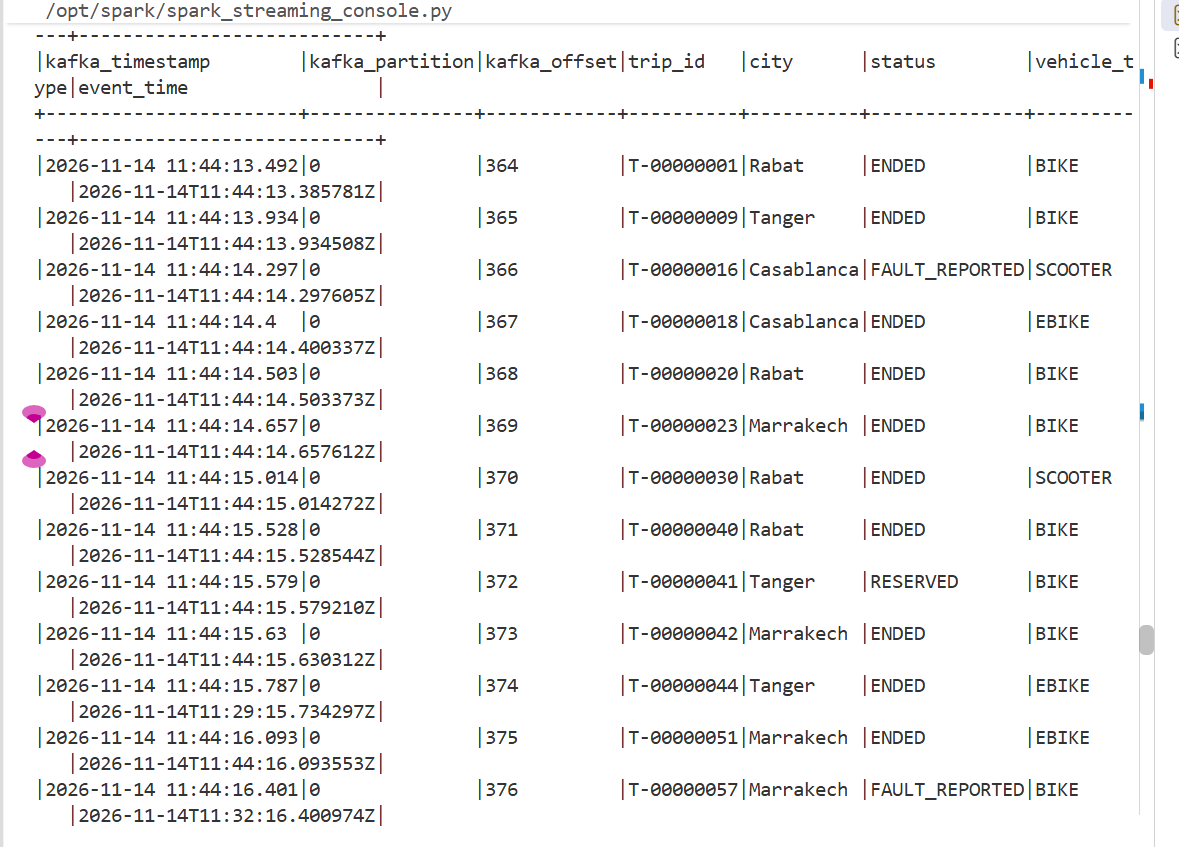 /opt/spark/spark_streaming_console.py
---+---------------------------+
|kafka_timestamp        |kafka_partition|kafka_offset|trip_id   |city      |status        |vehicle_t
ype|event_time                 |
+-----------------------+---------------+------------+----------+----------+--------------+---------
---+---------------------------+
|2026-11-14 11:44:13.492|0              |364         |T-00000001|Rabat     |ENDED         |BIKE
   |2026-11-14T11:44:13.385781Z|
|2026-11-14 11:44:13.934|0              |365         |T-00000009|Tanger    |ENDED         |BIKE
   |2026-11-14T11:44:13.934508Z|
|2026-11-14 11:44:14.297|0              |366         |T-00000016|Casablanca|FAULT_REPORTED|SCOOTER
   |2026-11-14T11:44:14.297605Z|
|2026-11-14 11:44:14.4  |0              |367         |T-00000018|Casablanca|ENDED         |EBIKE
   |2026-11-14T11:44:14.400337Z|
|2026-11-14 11:44:14.503|0              |368         |T-00000020|Rabat     |ENDED         |BIKE
   |2026-11-14T11:44:14.503373Z|
|2026-11-14 11:44:14.657|0              |369         |T-00000023|Marrakech |ENDED         |BIKE
   |2026-11-14T11:44:14.657612Z|
|2026-11-14 11:44:15.014|0              |370         |T-00000030|Rabat     |ENDED         |SCOOTER
   |2026-11-14T11:44:15.014272Z|
|2026-11-14 11:44:15.528|0              |371         |T-00000040|Rabat     |ENDED         |BIKE
   |2026-11-14T11:44:15.528544Z|
|2026-11-14 11:44:15.579|0              |372         |T-00000041|Tanger    |RESERVED      |BIKE
   |2026-11-14T11:44:15.579210Z|
|2026-11-14 11:44:15.63 |0              |373         |T-00000042|Marrakech |ENDED         |BIKE
   |2026-11-14T11:44:15.630312Z|
|2026-11-14 11:44:15.787|0              |374         |T-00000044|Tanger    |ENDED         |EBIKE
   |2026-11-14T11:29:15.734297Z|
|2026-11-14 11:44:16.093|0              |375         |T-00000051|Marrakech |ENDED         |EBIKE
   |2026-11-14T11:44:16.093553Z|
|2026-11-14 11:44:16.401|0              |376         |T-00000057|Marrakech |FAULT_REPORTED|BIKE
   |2026-11-14T11:32:16.400974Z|